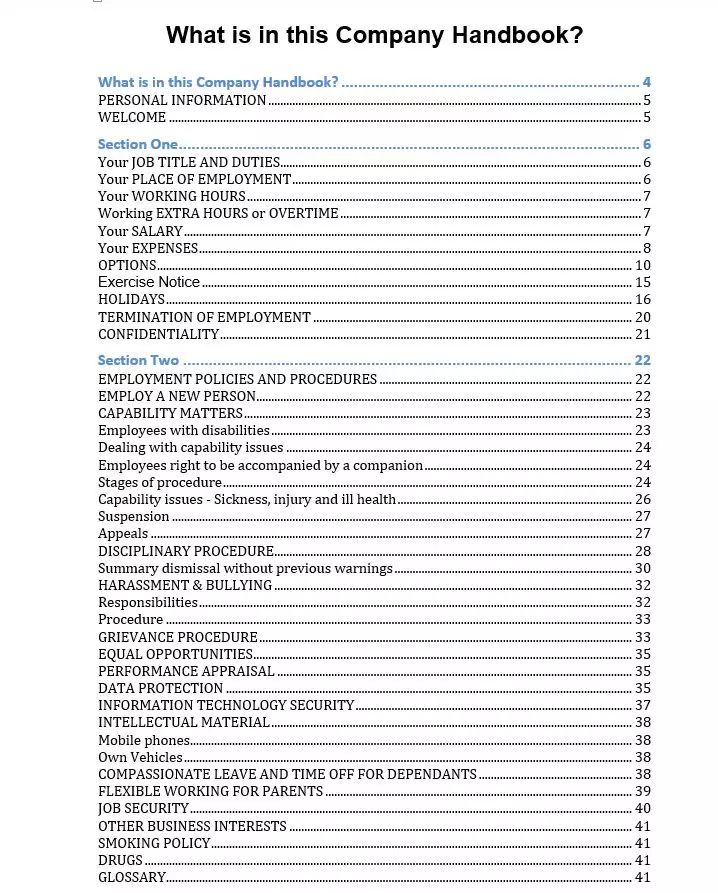 What is in this Company Handbook?
What is in this Company Handbook? 4
PERSONAL INFORMATION 5
WELCOME 5
Section One 6
Your JOB TITLE AND DUTIES 6
Your PLACE OF EMPLOYMENT 6
Your WORKING HOURS 7
Working EXTRA HOURS or OVERTIME 7
Your SALARY 7
Your EXPENSES 8
OPTIONS 10
Exercise Notice 15
HOLIDAYS 16
TERMINATION OF EMPLOYMENT 20
CONFIDENTIALITY 21
Section Two 22
EMPLOYMENT POLICIES AND PROCEDURES 22
EMPLOY A NEW PERSON 22
CAPABILITY MATTERS 23
Employees with disabilities 23
Dealing with capability issues 24
Employees right to be accompanied by a companion 24
Stages of procedure 24
Capability issues - Sickness, injury and ill health 26
Suspension 27
Appeals 27
DISCIPLINARY PROCEDURE 28
Summary dismissal without previous warnings 30
HARASSMENT & BULLYING 32
Responsibilities 32
Procedure 33
GRIEVANCE PROCEDURE 33
EQUAL OPPORTUNITIES 35
PERFORMANCE APPRAISAL 35
DATA PROTECTION 35
INFORMATION TECHNOLOGY SECURITY 37
INTELLECTUAL MATERIAL 38
Mobile phones 38
Own Vehicles 38
COMPASSIONATE LEAVE AND TIME OFF FOR DEPENDANTS 38
FLEXIBLE WORKING FOR PARENTS 39
JOB SECURITY 40
OTHER BUSINESS INTERESTS 41
SMOKING POLICY 41
DRUGS 41
GLOSSARY 41